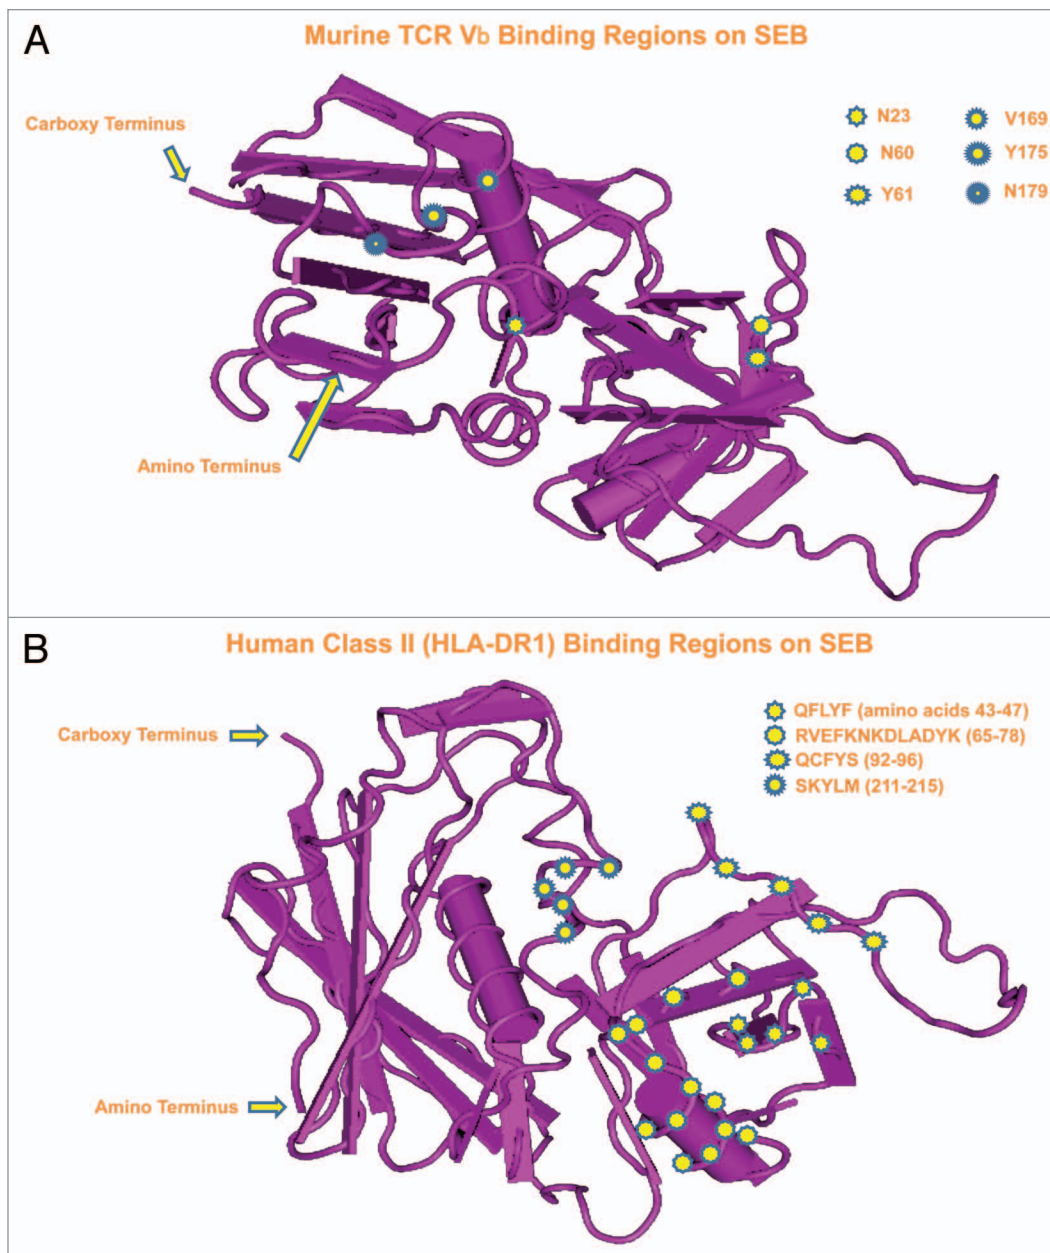 A
Murine TCR Vb Binding Regions on SEB
Carboxy Terminus
N23
V169
N60
Y175
Y61
N179
Amino Terminus
B
Human Class II (HLA-DR1) Binding Regions on SEB
Carboxy Terminus
QFLYF (amino acids 43-47)
RVEFKNKDLADYK (65-78)
QCFYS (92-96)
SKYLM (211-215)
Amino Terminus